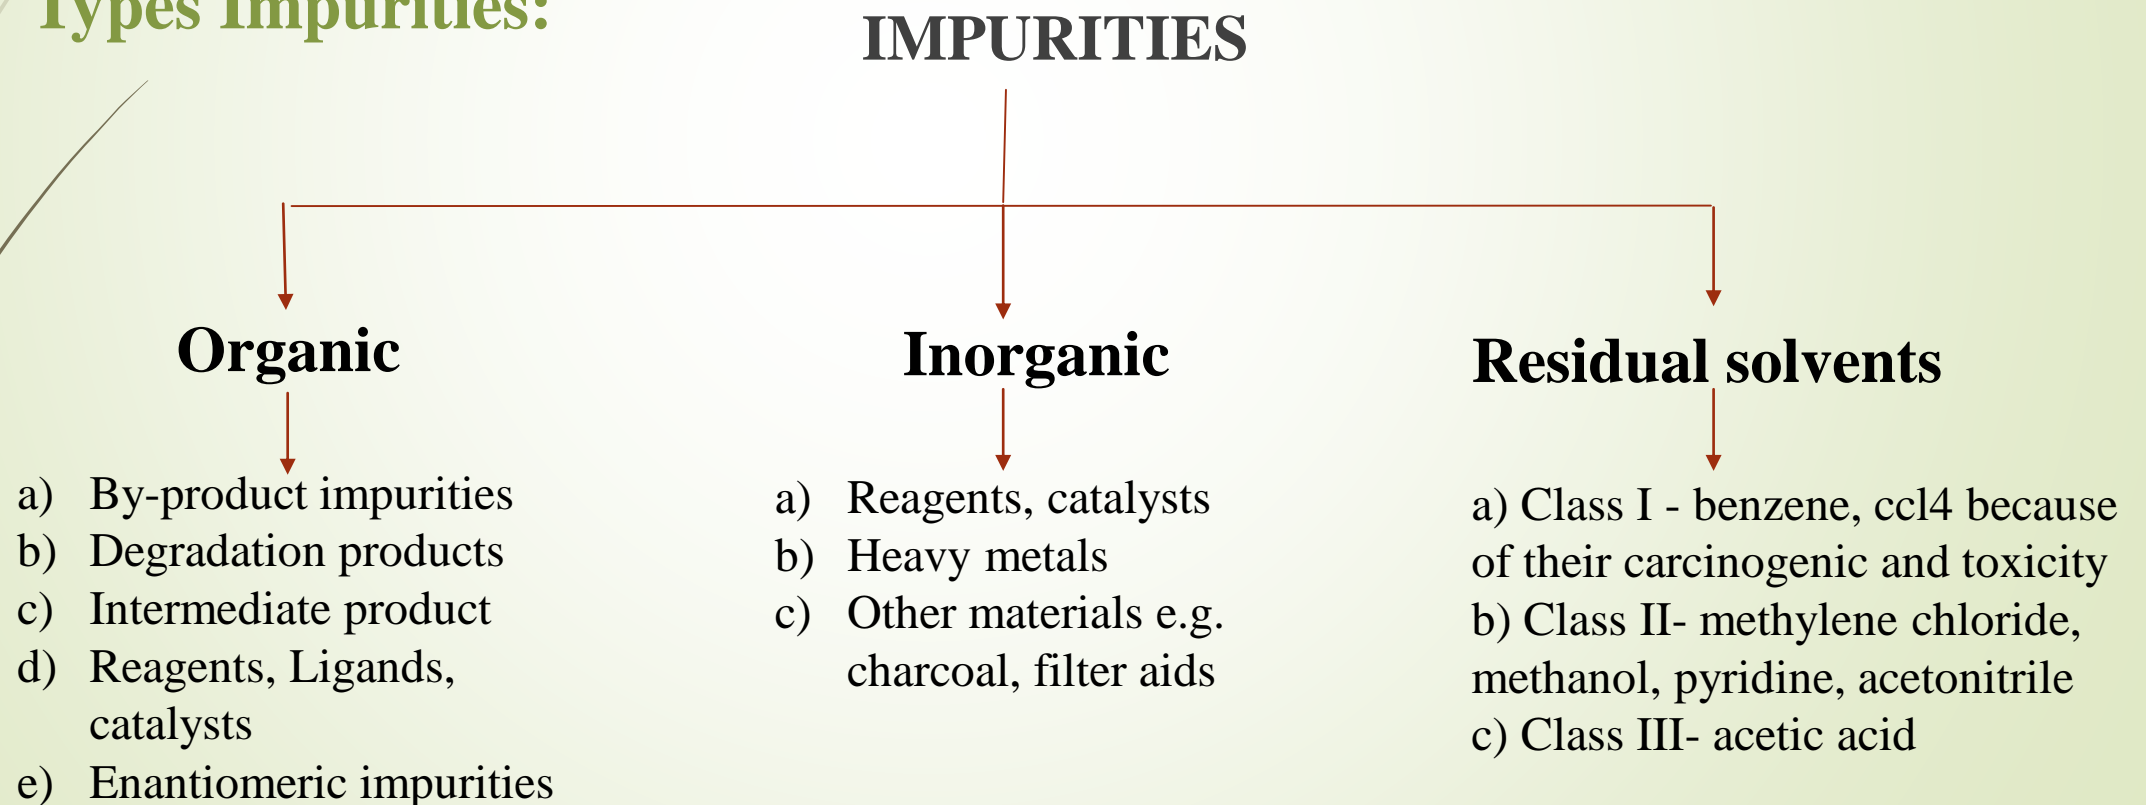 Types Impurities:
IMPURITIES
Organic
a) By-product impurities
b) Degradation products
c) Intermediate product
d) Reagents, Ligands,
catalysts
e) Enantiomeric impurities
Inorganic
a) Reagents, catalysts
b) Heavy metals
c) Other materials e.g.
charcoal, filter aids
Residual solvents
a) Class I - benzene, ccl4 because
of their carcinogenic and toxicity
b) Class II- methylene chloride,
methanol, pyridine, acetonitrile
c) Class III- acetic acid